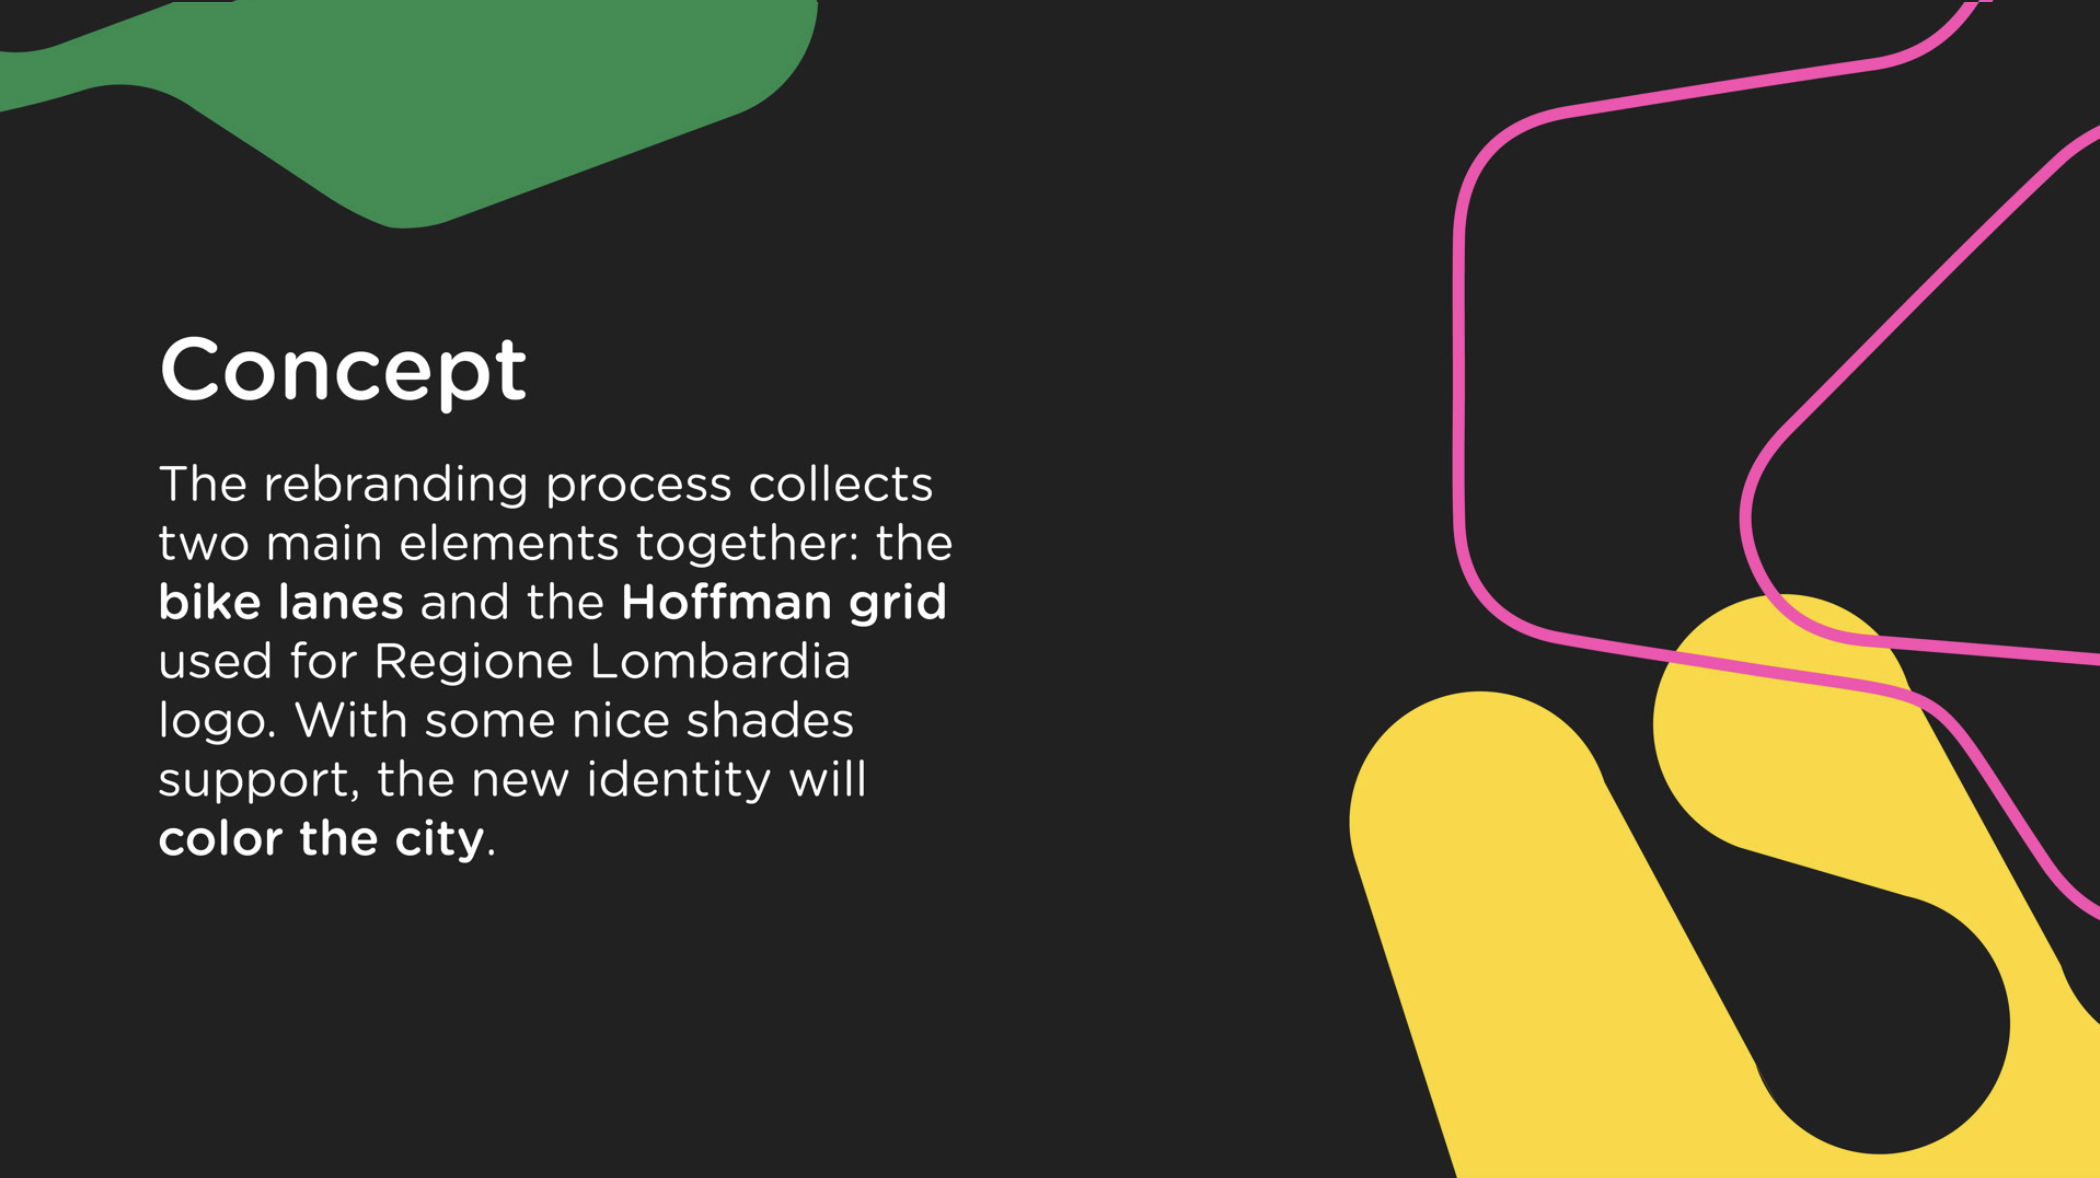 Concept
The rebranding process collects
two main elements together: the
bike lanes and the Hoffman grid
used for Regione Lombardia
logo. With some nice shades
support, the new identity will
color the city.